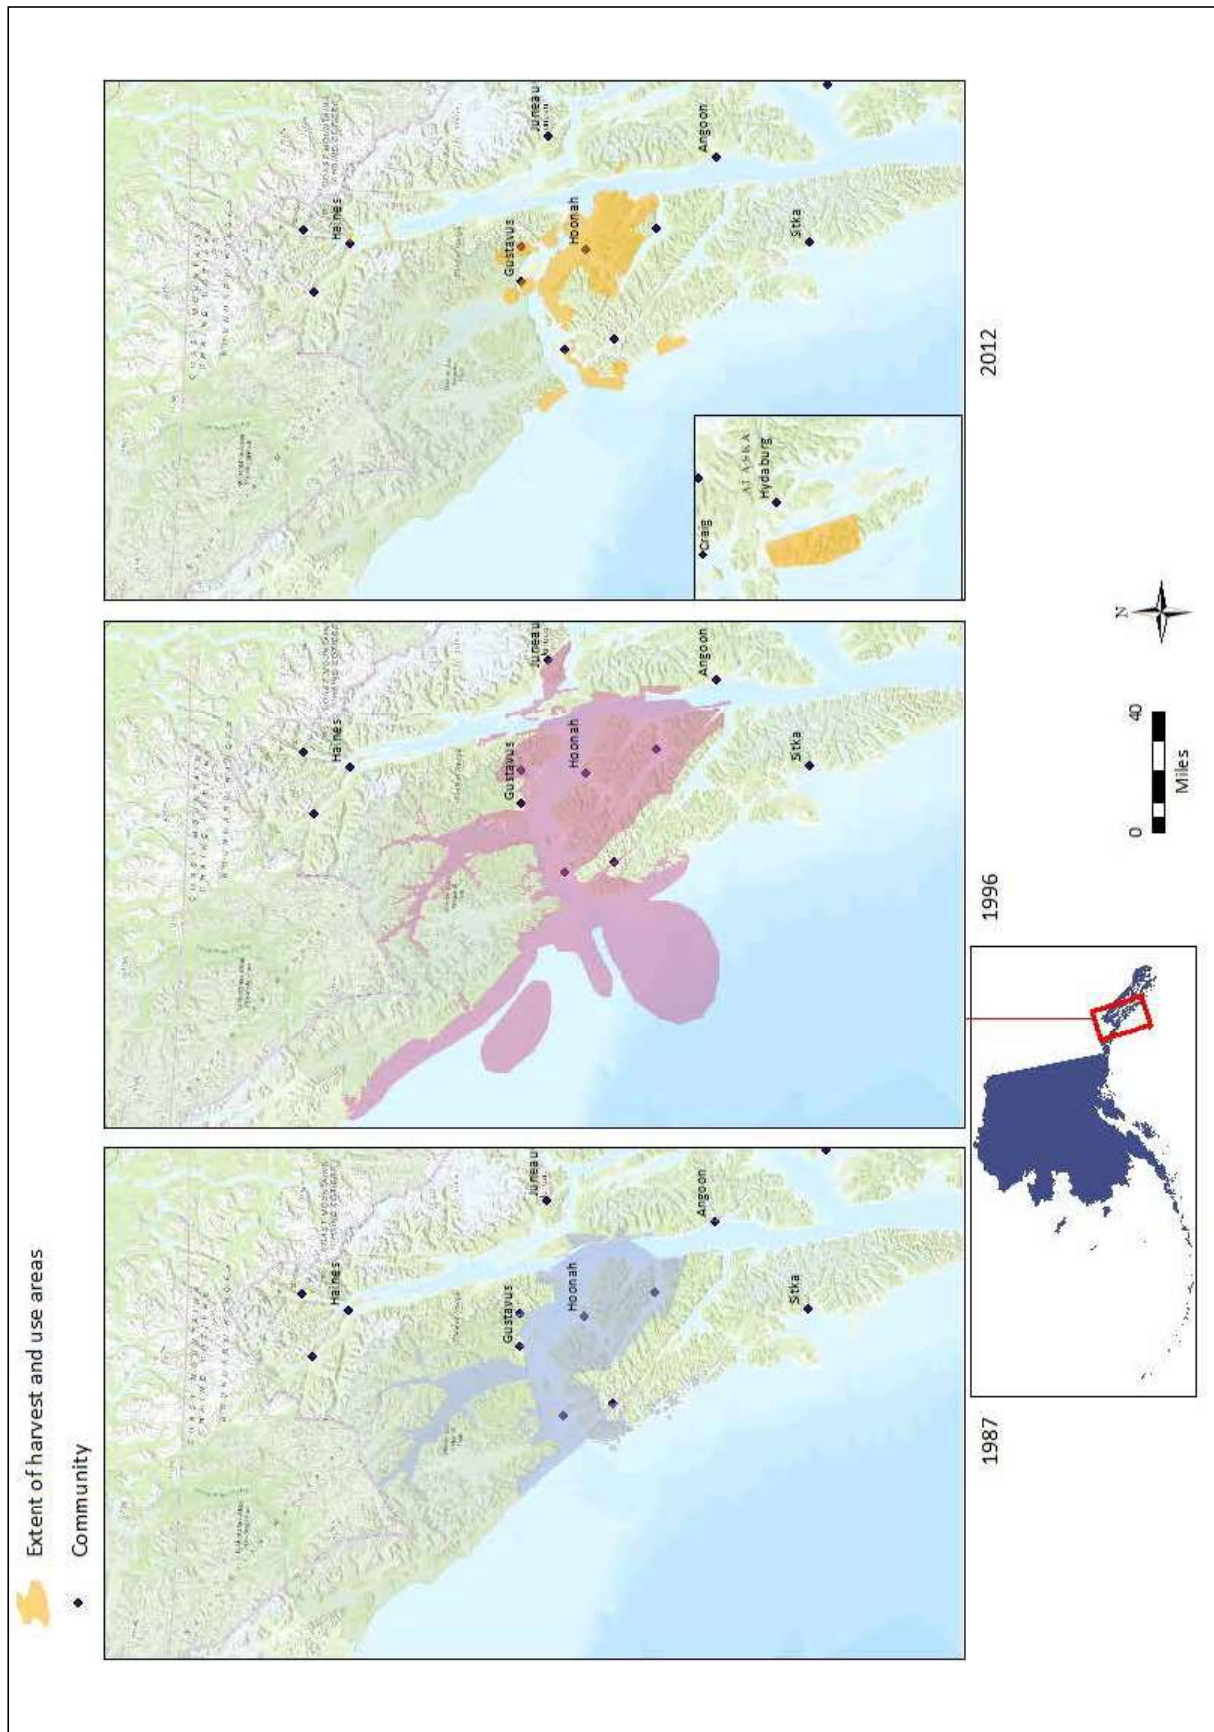 Extent of harvest and use areas
Community
Haines
Juneau
Gustavus
Hoonah
Angoon
Sitka
1987
Haines
Juneau
Gustavus
Hoonah
Angoon
Sitka
1996
Haines
Juneau
Gustavus
Hoonah
Angoon
Sitka
ALASKA
Craig
Hydaburg
2012
N
0 40
Miles